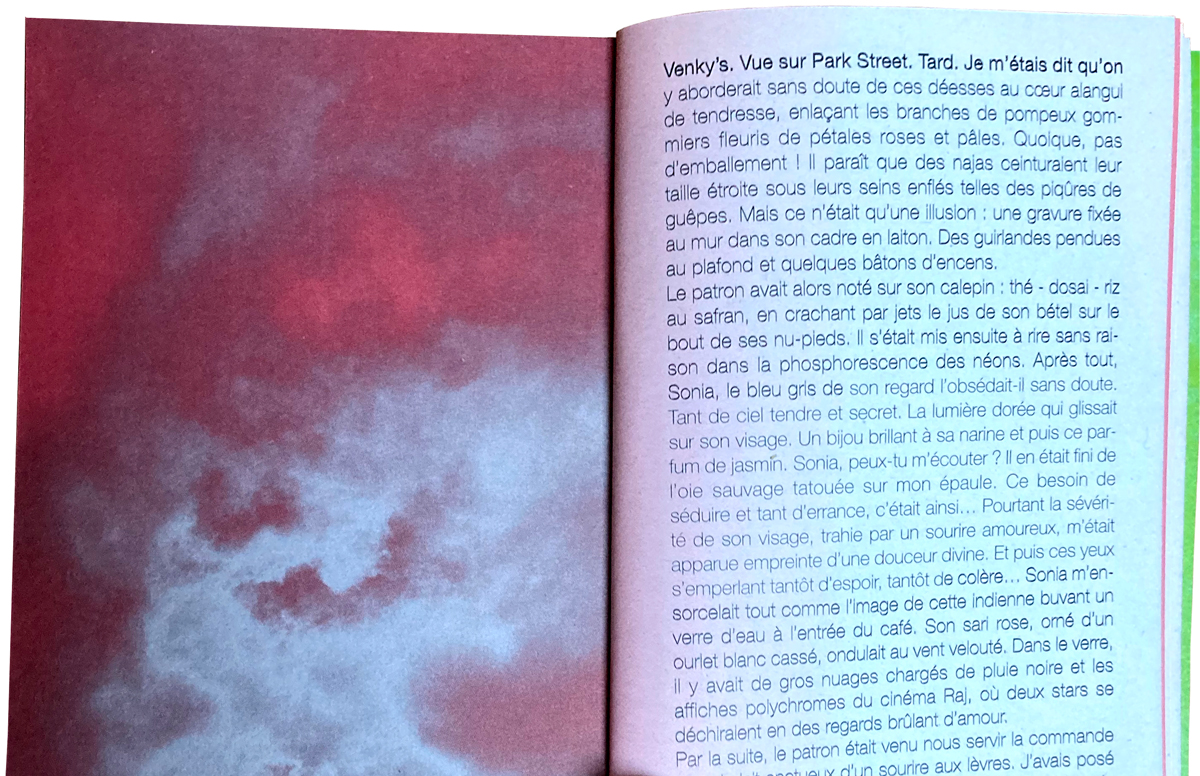 Venky's. Vue sur Park Street. Tard. Je m'étais dit qu'on
y aborderait sans doute de ces déesses au cœur alangui
de tendresse, enlaçant les branches de pompeux gom-
miers fleuris de pétales roses et pâles. Quoique, pas
d'emballement ! Il paraît que des najas ceinturaient leur
taille étroite sous leurs seins enflés telles des piqûres de
guêpes. Mais ce n'était qu'une illusion : une gravure fixée
au mur dans son cadre en laiton. Des guirlandes pendues
au plafond et quelques bâtons d'encens.
Le patron avait alors noté sur son calepin : thé - dosai - riz
au safran, en crachant par jets le jus de son bétel sur le
bout de ses nu-pieds. Il s'était mis ensuite à rire sans rai-
son dans la phosphorescence des néons. Après tout,
Sonia, le bleu gris de son regard l'obsédait-il sans doute.
Tant de ciel tendre et secret. La lumière dorée qui glissait
sur son visage. Un bijou brillant à sa narine et puis ce par-
fum de jasmin. Sonia, peux-tu m'écouter ? Il en était fini de
l'oie sauvage tatouée sur mon épaule. Ce besoin de
séduire et tant d'errance, c'était ainsi... Pourtant la sévéri-
té de son visage, trahie par un sourire amoureux, m'était
apparue empreinte d'une douceur divine. Et puis ces yeux
s'emperlant tantôt d'espoir, tantôt de colère... Sonia m'en-
sorcelait tout comme l'image de cette indienne buvant un
verre d'eau à l'entrée du café. Son sari rose, orné d'un
ourlet blanc cassé, ondulait au vent velouté. Dans le verre,
il y avait de gros nuages chargés de pluie noire et les
affiches polychromes du cinéma Raj, où deux stars se
déchiraient en des regards brûlant d'amour.
Par la suite, le patron était venu nous servir la commande
d'un sourire aux lèvres. J'avais posé